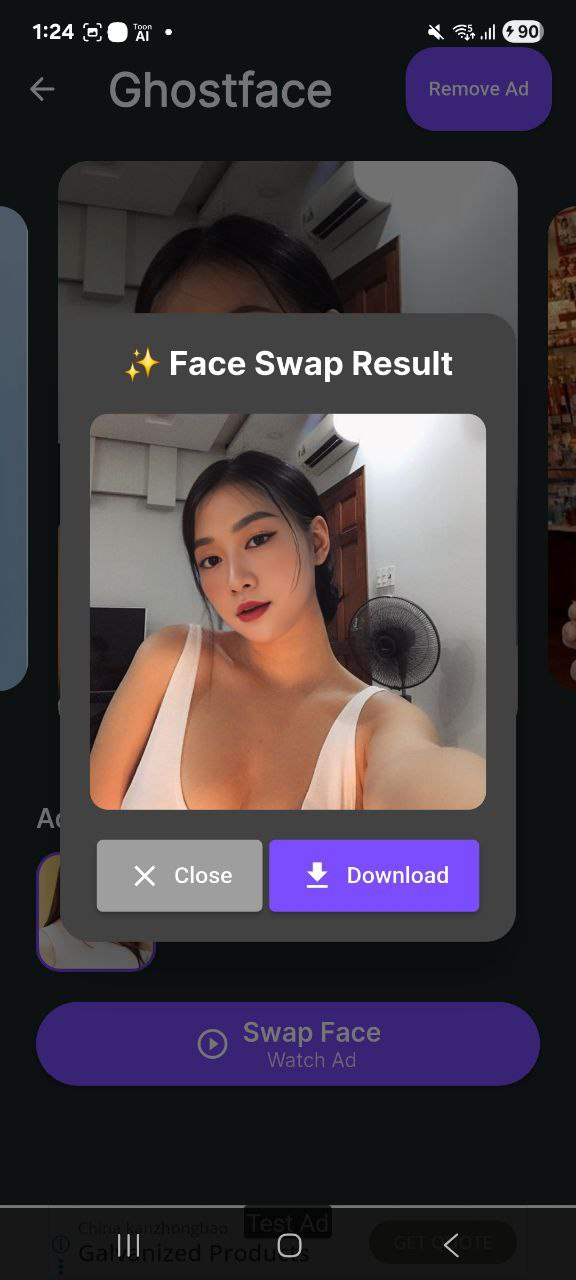 1:24
Toon
AI
90
Ghostface
Remove Ad
✨ Face Swap Result
Close
Download
Swap Face
Watch Ad
Test Ad
China kanzhongbao
Galvanized Products
GET QUOTE